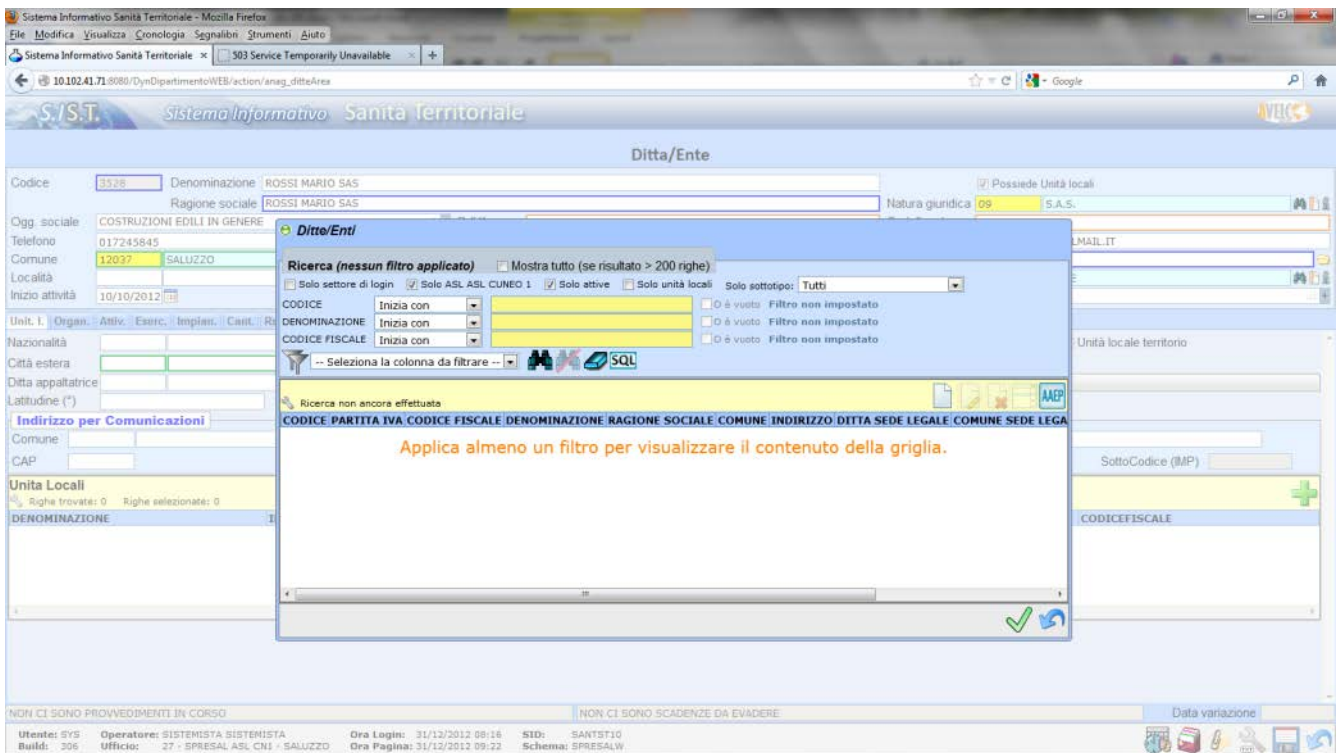 Sistema Informativo Sanità Territoriale - Mozilla Firefox
File Modifica Visualizza Cronologia Segnalibri Strumenti Aiuto
Sistema Informativo Sanità Territoriale × 503 Service Temporarily Unavailable × +
10.102.41.71:8080/DynDipartimentoWEB/action/anag_ditteArea Google
S.I.S.T. Sistema Informativo Sanità Territoriale
Ditta/Ente
Codice 3528 Denominazione ROSSI MARIO SAS Possiede Unità locali
Ragione sociale ROSSI MARIO SAS Natura giuridica 09 S.A.S.
Ogg. sociale COSTRUZIONI EDILI IN GENERE
Telefono 017245845 LMAIL.IT
Comune 12037 SALUZZO
Località
Inizio attività 10/10/2012
Unit. l. Organ. Attiv. Eserc. Impian. Cant.
Nazionalità Unità locale territorio
Città estera
Ditta appaltatrice
Latitudine (°)
Indirizzo per Comunicazioni
Comune
CAP SottoCodice (IMP)
Unita Locali
Righe trovate: 0 Righe selezionate: 0
DENOMINAZIONE CODICEFISCALE
Ditte/Enti
Ricerca (nessun filtro applicato) Mostra tutto (se risultato > 200 righe)
Solo settore di login Solo ASL ASL CUNEO 1 Solo attive Solo unità locali Solo sottotipo: Tutti
CODICE Inizia con O è vuoto Filtro non impostato
DENOMINAZIONE Inizia con O è vuoto Filtro non impostato
CODICE FISCALE Inizia con O è vuoto Filtro non impostato
-- Seleziona la colonna da filtrare -- SQL
Ricerca non ancora effettuata AAEP
CODICE PARTITA IVA CODICE FISCALE DENOMINAZIONE RAGIONE SOCIALE COMUNE INDIRIZZO DITTA SEDE LEGALE COMUNE SEDE LEGA
Applica almeno un filtro per visualizzare il contenuto della griglia.
NON CI SONO PROVVEDIMENTI IN CORSO NON CI SONO SCADENZE DA EVADERE Data variazione
Utente: SYS Operatore: SISTEMISTA SISTEMISTA Ora Login: 31/12/2012 08:16 SID: SANTST10
Build: 306 Ufficio: 27 - SPRESAL ASL CN1 - SALUZZO Ora Pagina: 31/12/2012 09:22 Schema: SPRESALW